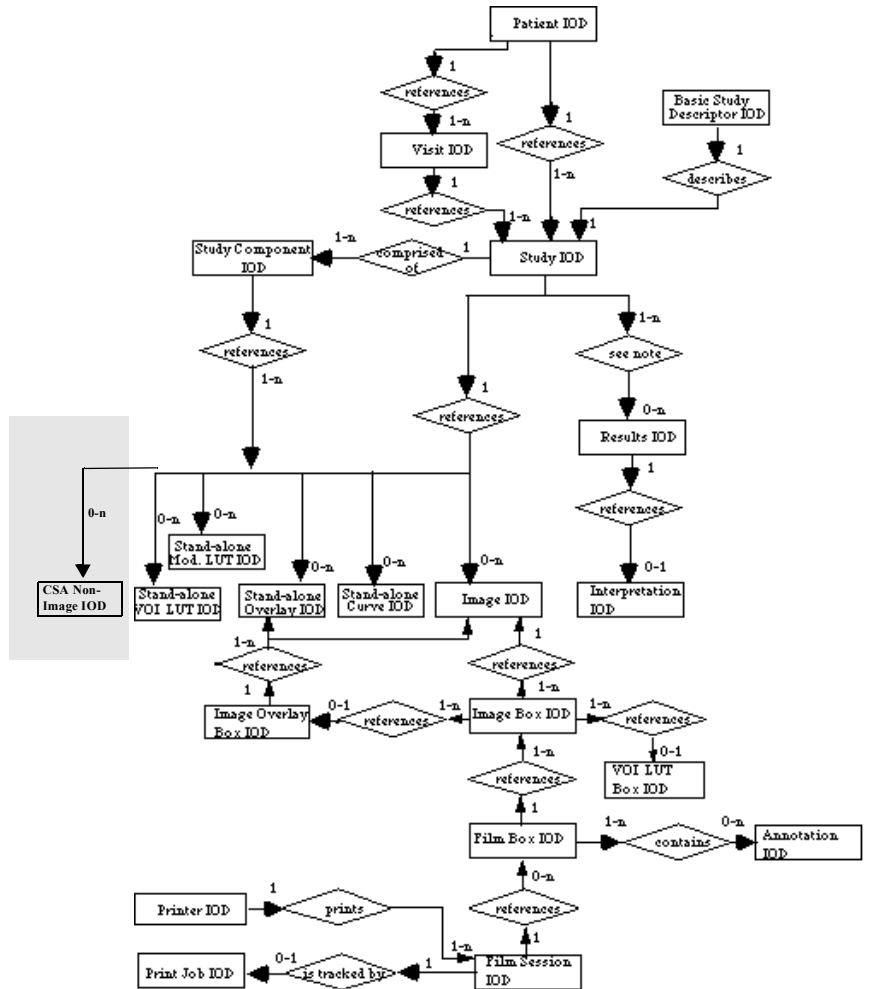 Patient IOD
1
references
1-n
1
references
1-n
Basic Study
Descriptor IOD
1
describes
1
Visit IOD
1
references
1-n
Study Component
IOD
1-n
comprised
of
1
Study IOD
1
references
1-n
1
references
1-n
see note
0-n
Results IOD
1
references
0-1
Interpretation
IOD
0-n
CSA Non-
Image IOD
0-n
Stand-alone
VOI LUT IOD
0-n
Stand-alone
Mod. LUT IOD
0-n
Stand-alone
Overlay IOD
0-n
Stand-alone
Curve IOD
0-n
Image IOD
1-n
references
1
Image Overlay
Box IOD
0-1
references
1-n
1
references
1-n
Image Box IOD
1-n
references
0-1
VOI LUT
Box IOD
1-n
references
1
Film Box IOD
1-n
contains
0-n
Annotation
IOD
0-n
references
1
Printer IOD
1
prints
1-n
Film Session
IOD
Print Job IOD
0-1
is tracked by
1